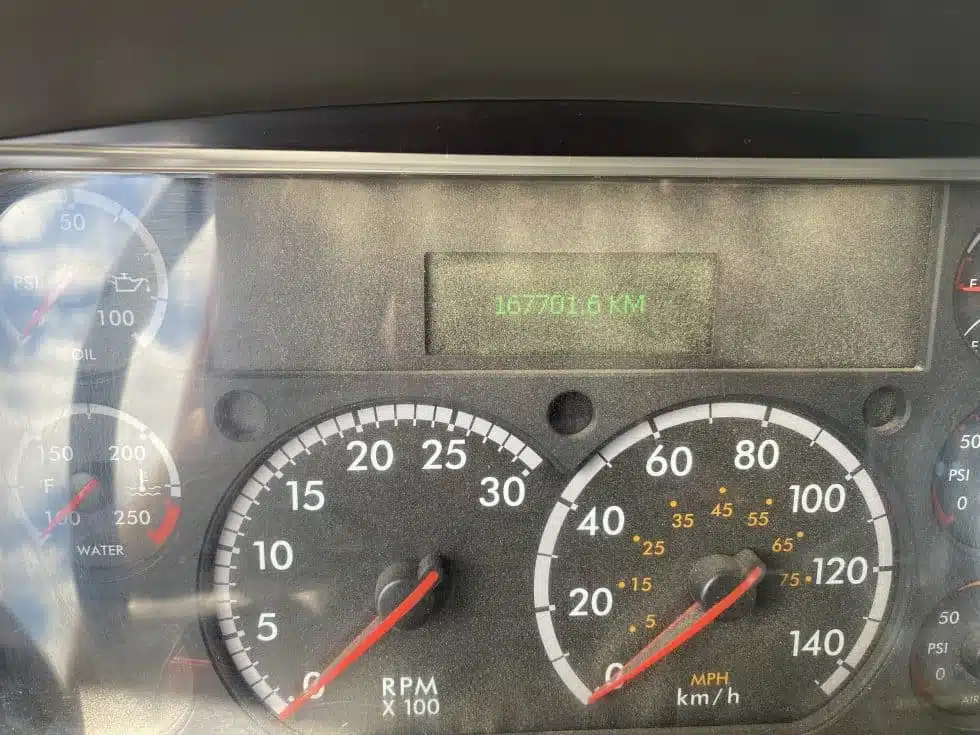 50
PSI
100
OIL
167701.6 KM
150 200
F
100 250
WATER
0 5 10 15 20 25 30
RPM
X 100
0 20 40 60 80 100 120 140
5 15 25 35 45 55 65 75
MPH
km/h
50
PSI
0
50
PSI
0